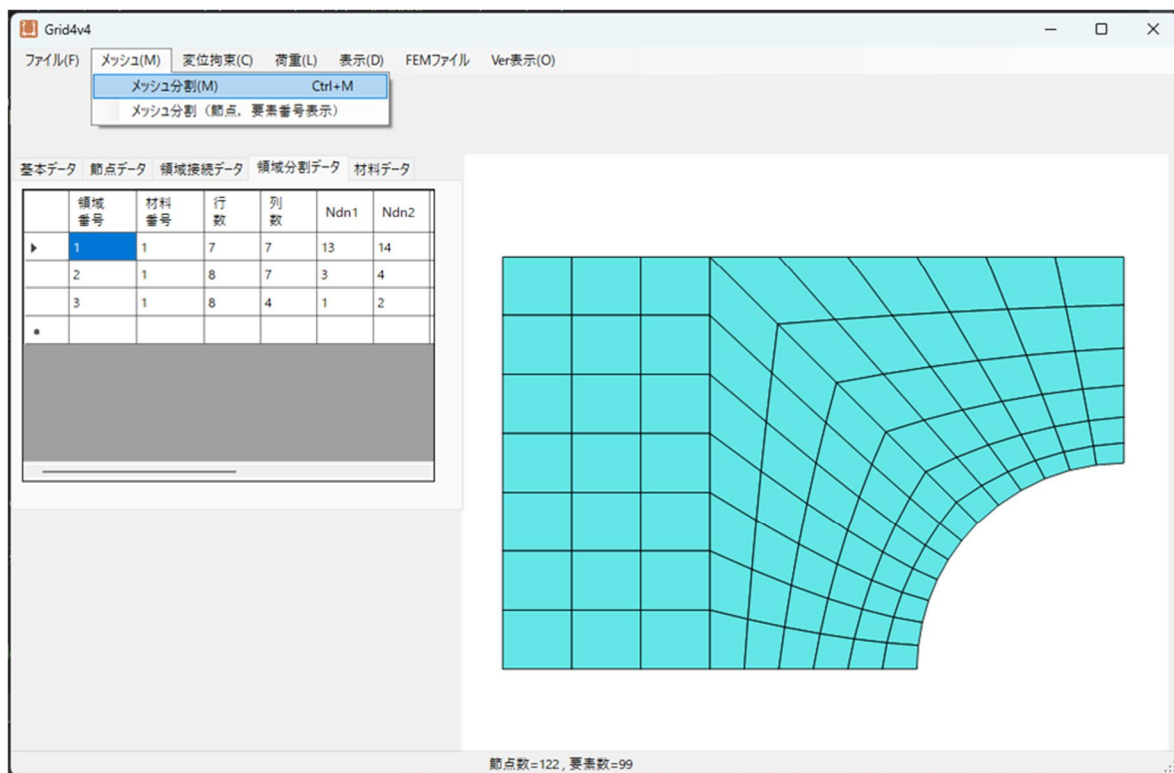 Grid4v4
ファイル(F) メッシュ(M) 変位拘束(C) 荷重(L) 表示(D) FEMファイル Ver表示(O)
メッシュ分割(M) Ctrl+M
メッシュ分割（節点，要素番号表示）
基本データ 節点データ 領域接続データ 領域分割データ 材料データ
領域番号 材料番号 行数 列数 Ndn1 Ndn2
1 1 7 7 13 14
2 1 8 7 3 4
3 1 8 4 1 2
節点数=122 , 要素数=99